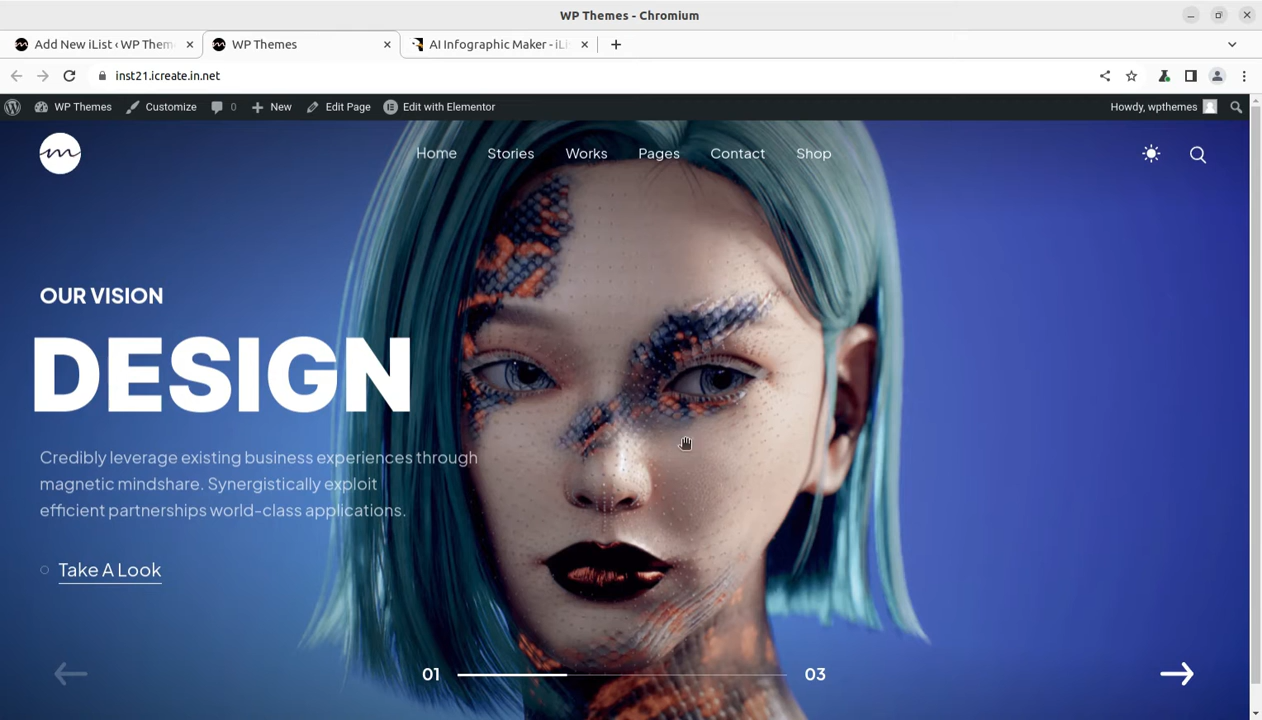 WP Themes - Chromium
Add New iList ‹ WP Them
WP Themes
AI Infographic Maker - iLis
inst21.icreate.in.net
WP Themes
Customize
0
New
Edit Page
Edit with Elementor
Howdy, wpthemes
m
Home
Stories
Works
Pages
Contact
Shop
OUR VISION
DESIGN
Credibly leverage existing business experiences through
magnetic mindshare. Synergistically exploit
efficient partnerships world-class applications.
Take A Look
01
03